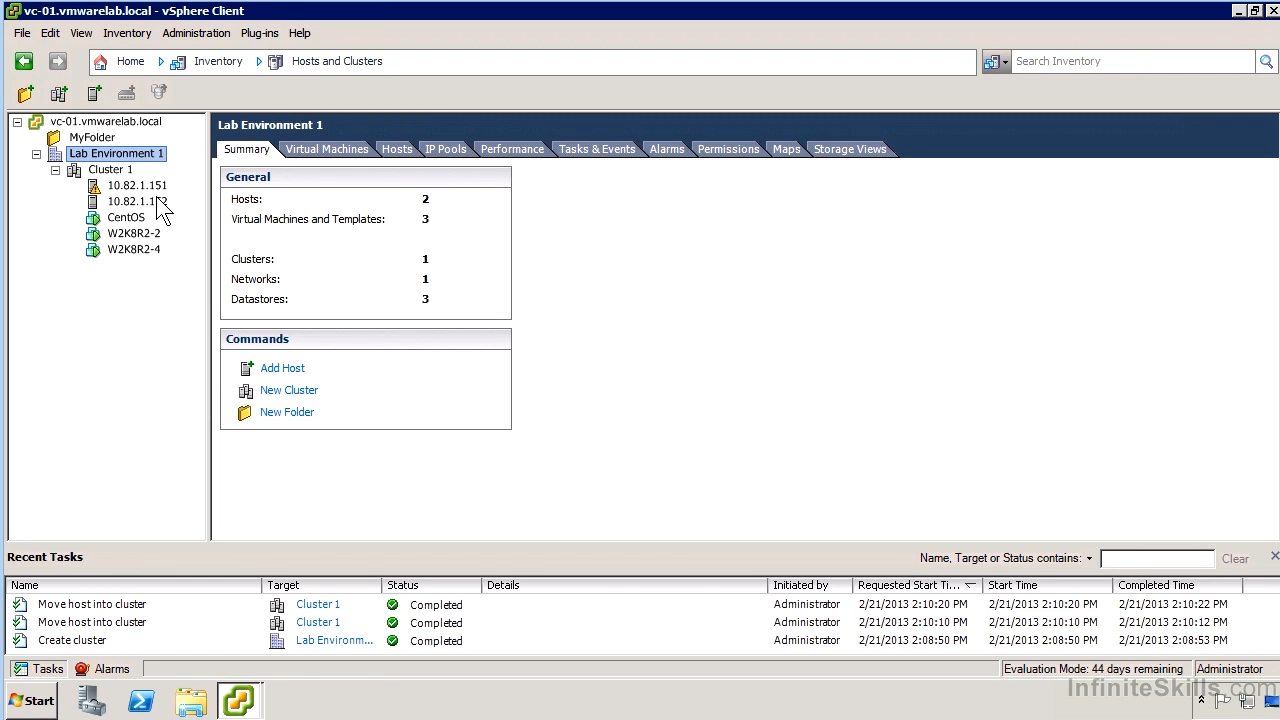 vc-01.vmwarelab.local - vSphere Client
File Edit View Inventory Administration Plug-ins Help
Home Inventory Hosts and Clusters Search Inventory
vc-01.vmwarelab.local
MyFolder
Lab Environment 1
Cluster 1
10.82.1.151
CentOS
W2K8R2-2
W2K8R2-4
Lab Environment 1
Summary Virtual Machines Hosts IP Pools Performance Tasks & Events Alarms Permissions Maps Storage Views
General
Hosts: 2
Virtual Machines and Templates: 3
Clusters: 1
Networks: 1
Datastores: 3
Commands
Add Host
New Cluster
New Folder
Recent Tasks Name, Target or Status contains: Clear
Name Target Status Details Initiated by Requested Start Ti... Start Time Completed Time
Move host into cluster Cluster 1 Completed Administrator 2/21/2013 2:10:20 PM 2/21/2013 2:10:20 PM 2/21/2013 2:10:22 PM
Move host into cluster Cluster 1 Completed Administrator 2/21/2013 2:10:10 PM 2/21/2013 2:10:10 PM 2/21/2013 2:10:12 PM
Create cluster Lab Environm... Completed Administrator 2/21/2013 2:08:50 PM 2/21/2013 2:08:50 PM 2/21/2013 2:08:53 PM
Tasks Alarms Evaluation Mode: 44 days remaining Administrator
InfiniteSkills.com
Start